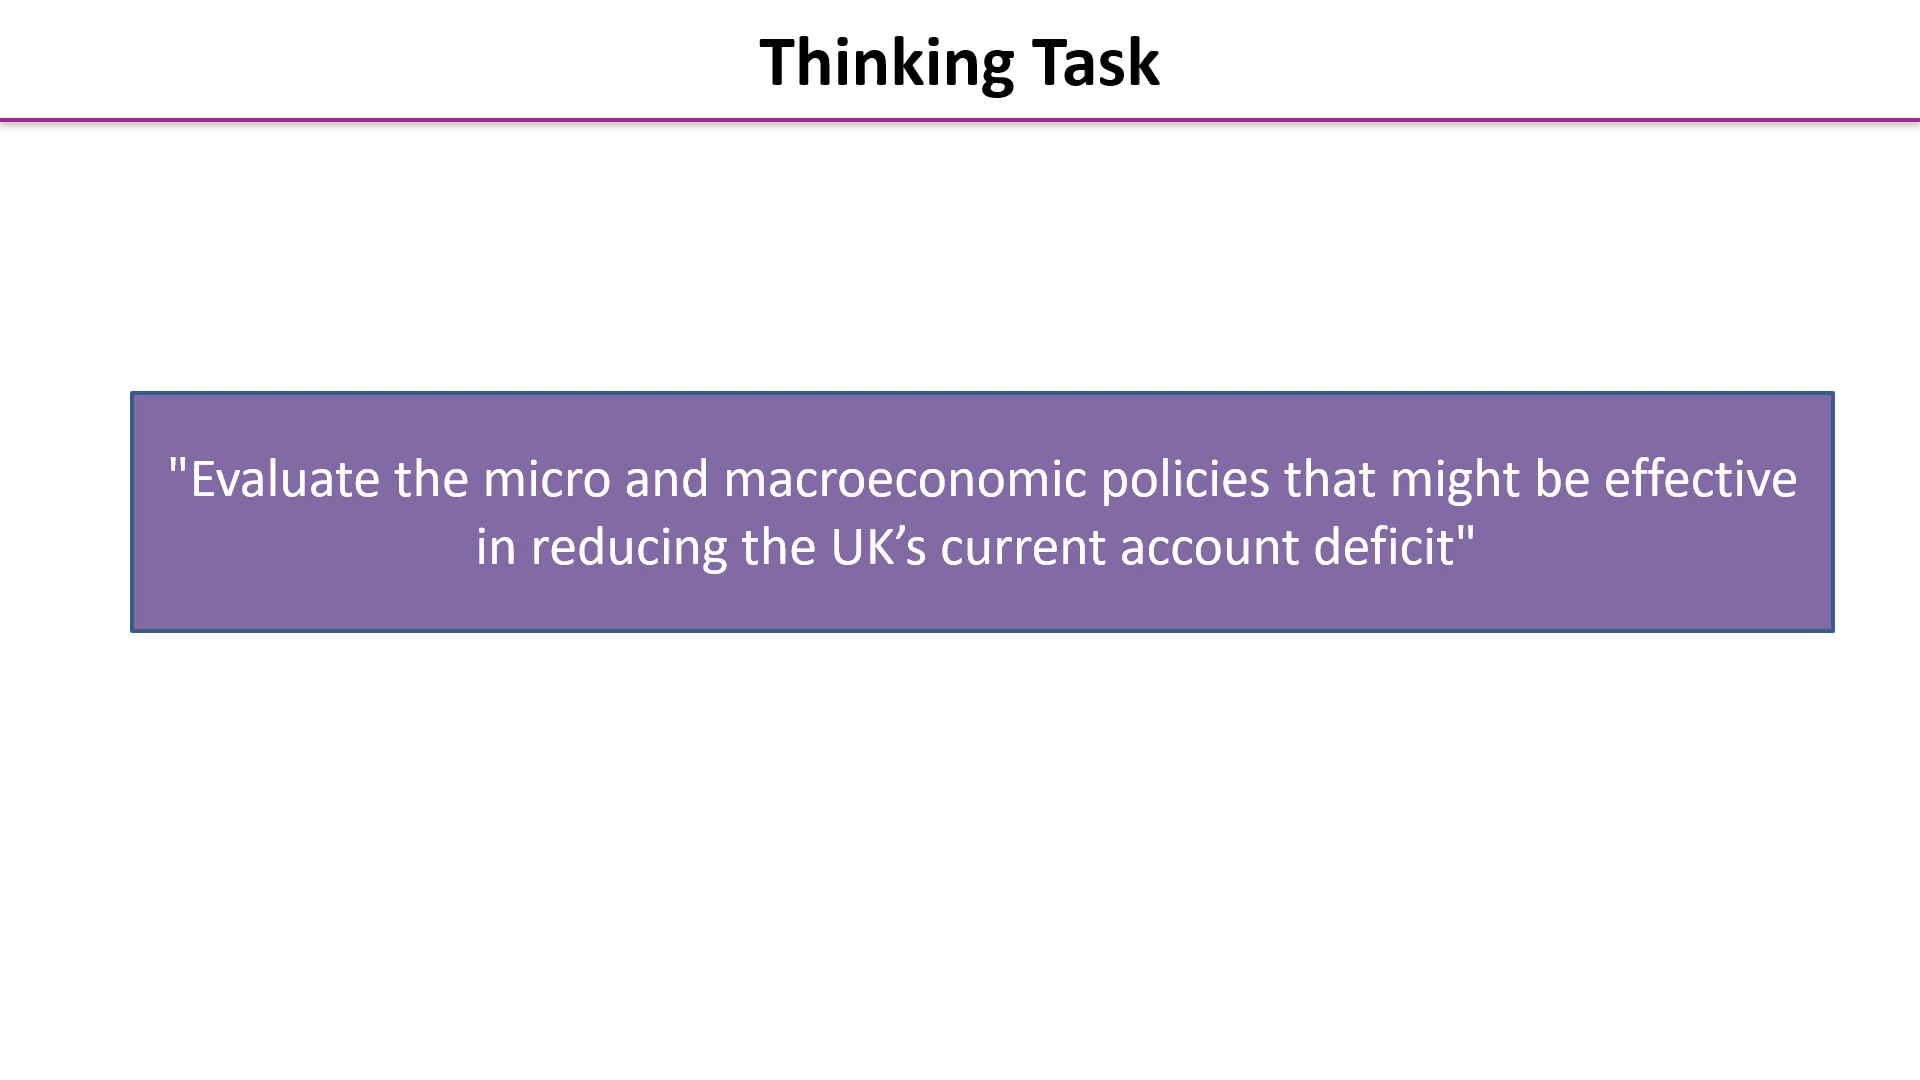 Thinking Task
"Evaluate the micro and macroeconomic policies that might be effective
in reducing the UK’s current account deficit"